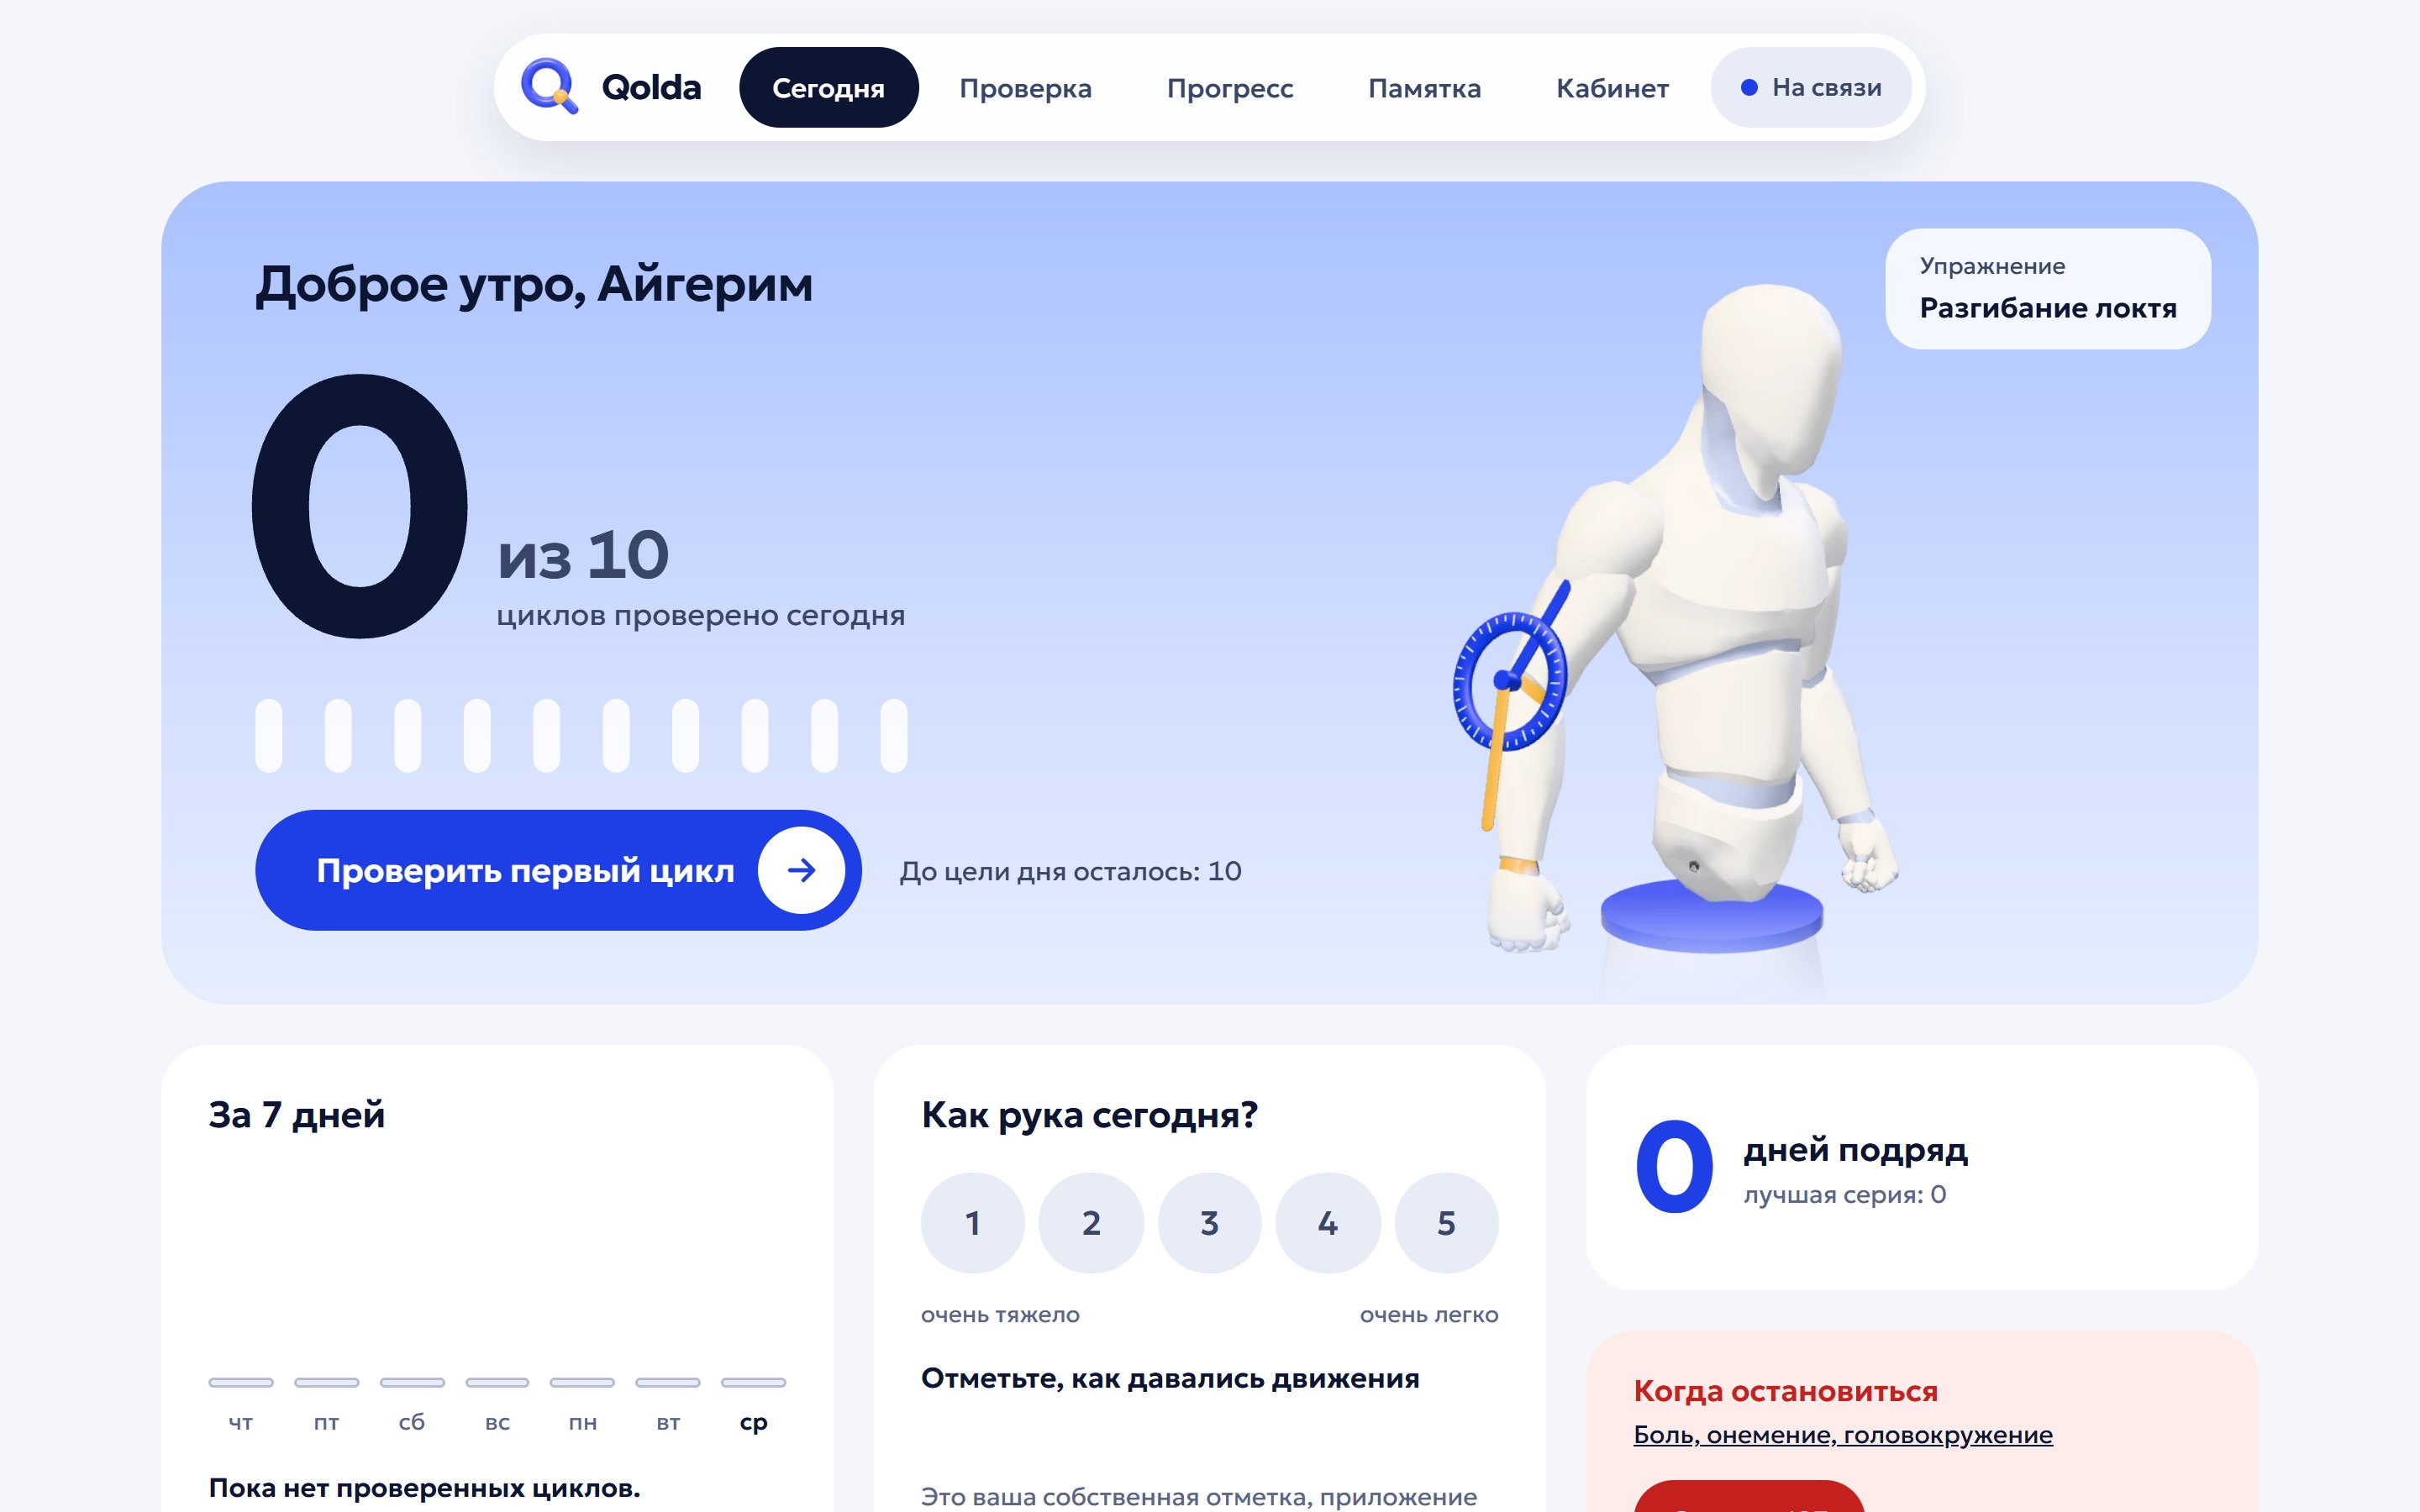 Qolda
Сегодня
Проверка
Прогресс
Памятка
Кабинет
На связи
Доброе утро, Айгерим
Упражнение
Разгибание локтя
0
из 10
циклов проверено сегодня
Проверить первый цикл
До цели дня осталось: 10
За 7 дней
чт пт сб вс пн вт ср
Пока нет проверенных циклов.
Как рука сегодня?
1 2 3 4 5
очень тяжело
очень легко
Отметьте, как давались движения
Это ваша собственная отметка, приложение
0
дней подряд
лучшая серия: 0
Когда остановиться
Боль, онемение, головокружение